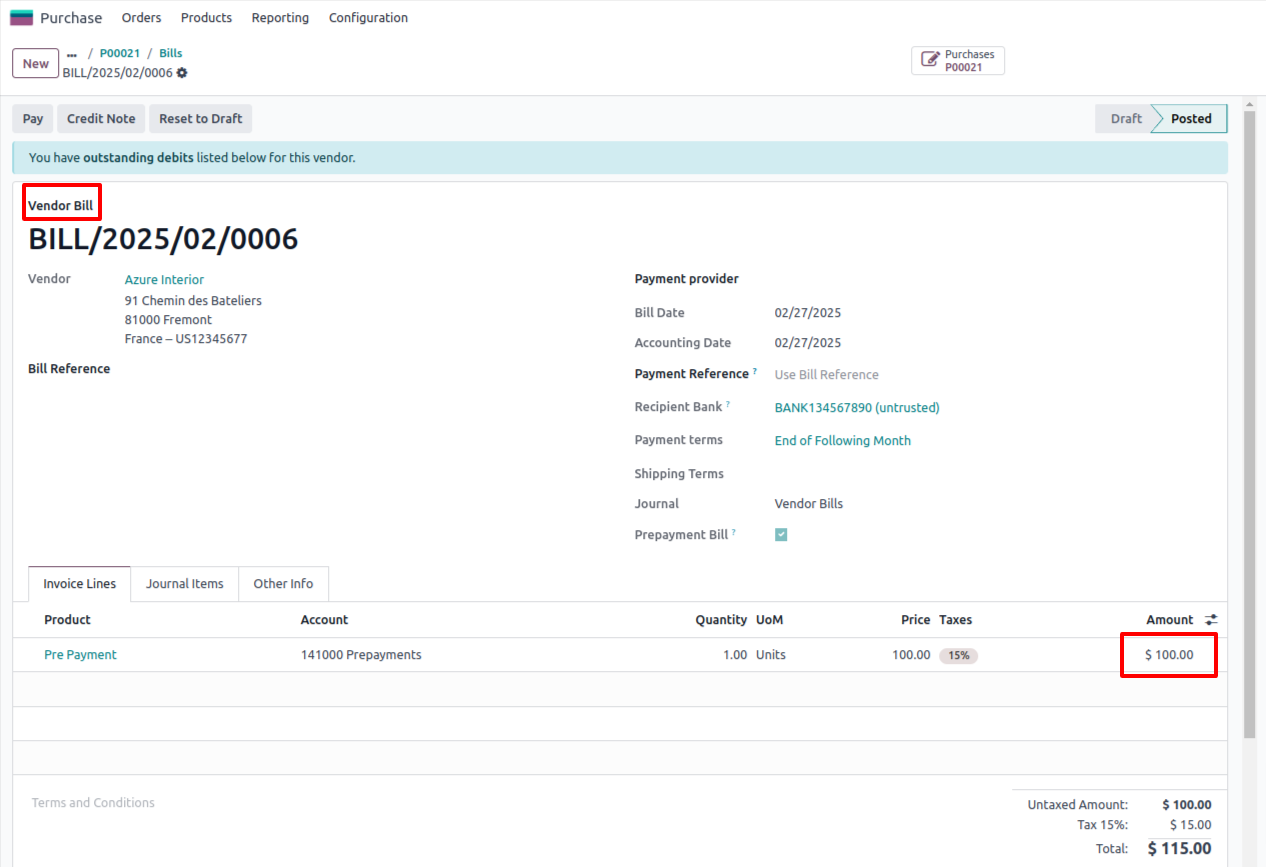 Purchase Orders Products Reporting Configuration
New ... / P00021 / Bills
BILL/2025/02/0006
Purchases
P00021
Pay Credit Note Reset to Draft Draft Posted
You have outstanding debits listed below for this vendor.
Vendor Bill
BILL/2025/02/0006
Vendor Azure Interior
91 Chemin des Bateliers
81000 Fremont
France – US12345677
Bill Reference
Payment provider
Bill Date 02/27/2025
Accounting Date 02/27/2025
Payment Reference ? Use Bill Reference
Recipient Bank ? BANK134567890 (untrusted)
Payment terms End of Following Month
Shipping Terms
Journal Vendor Bills
Prepayment Bill ?
Invoice Lines Journal Items Other Info
Product Account Quantity UoM Price Taxes Amount
Pre Payment 141000 Prepayments 1.00 Units 100.00 15% $ 100.00
Terms and Conditions
Untaxed Amount: $ 100.00
Tax 15%: $ 15.00
Total: $ 115.00